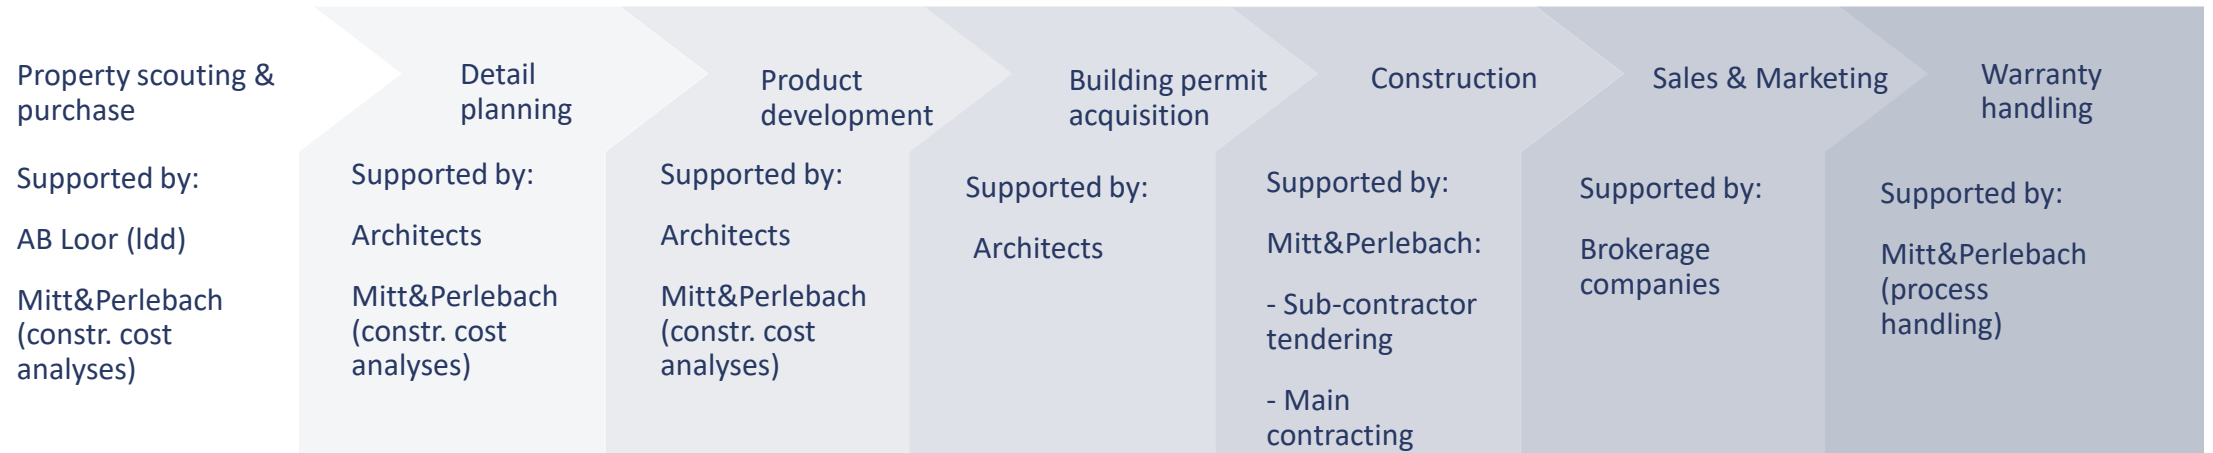 Property scouting &
purchase
Supported by:
AB Loor (ldd)
Mitt&Perlebach
(constr. cost
analyses)
Detail
planning
Supported by:
Architects
Mitt&Perlebach
(constr. cost
analyses)
Product
development
Supported by:
Architects
Mitt&Perlebach
(constr. cost
analyses)
Building permit
acquisition
Supported by:
Architects
Construction
Supported by:
Mitt&Perlebach:
- Sub-contractor
tendering
- Main
contracting
Sales & Marketing
Supported by:
Brokerage
companies
Warranty
handling
Supported by:
Mitt&Perlebach
(process
handling)